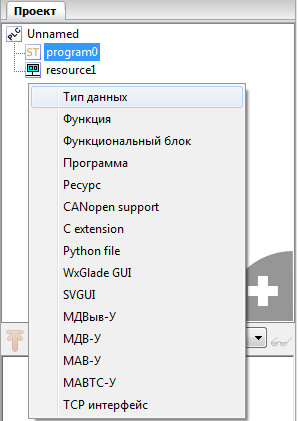 Проект
Unnamed
ST program0
resource1
Тип данных
Функция
Функциональный блок
Программа
Ресурс
CANopen support
C extension
Python file
WxGlade GUI
SVGUI
МДВыв-У
МДВ-У
МАВ-У
МАВТС-У
TCP интерфейс